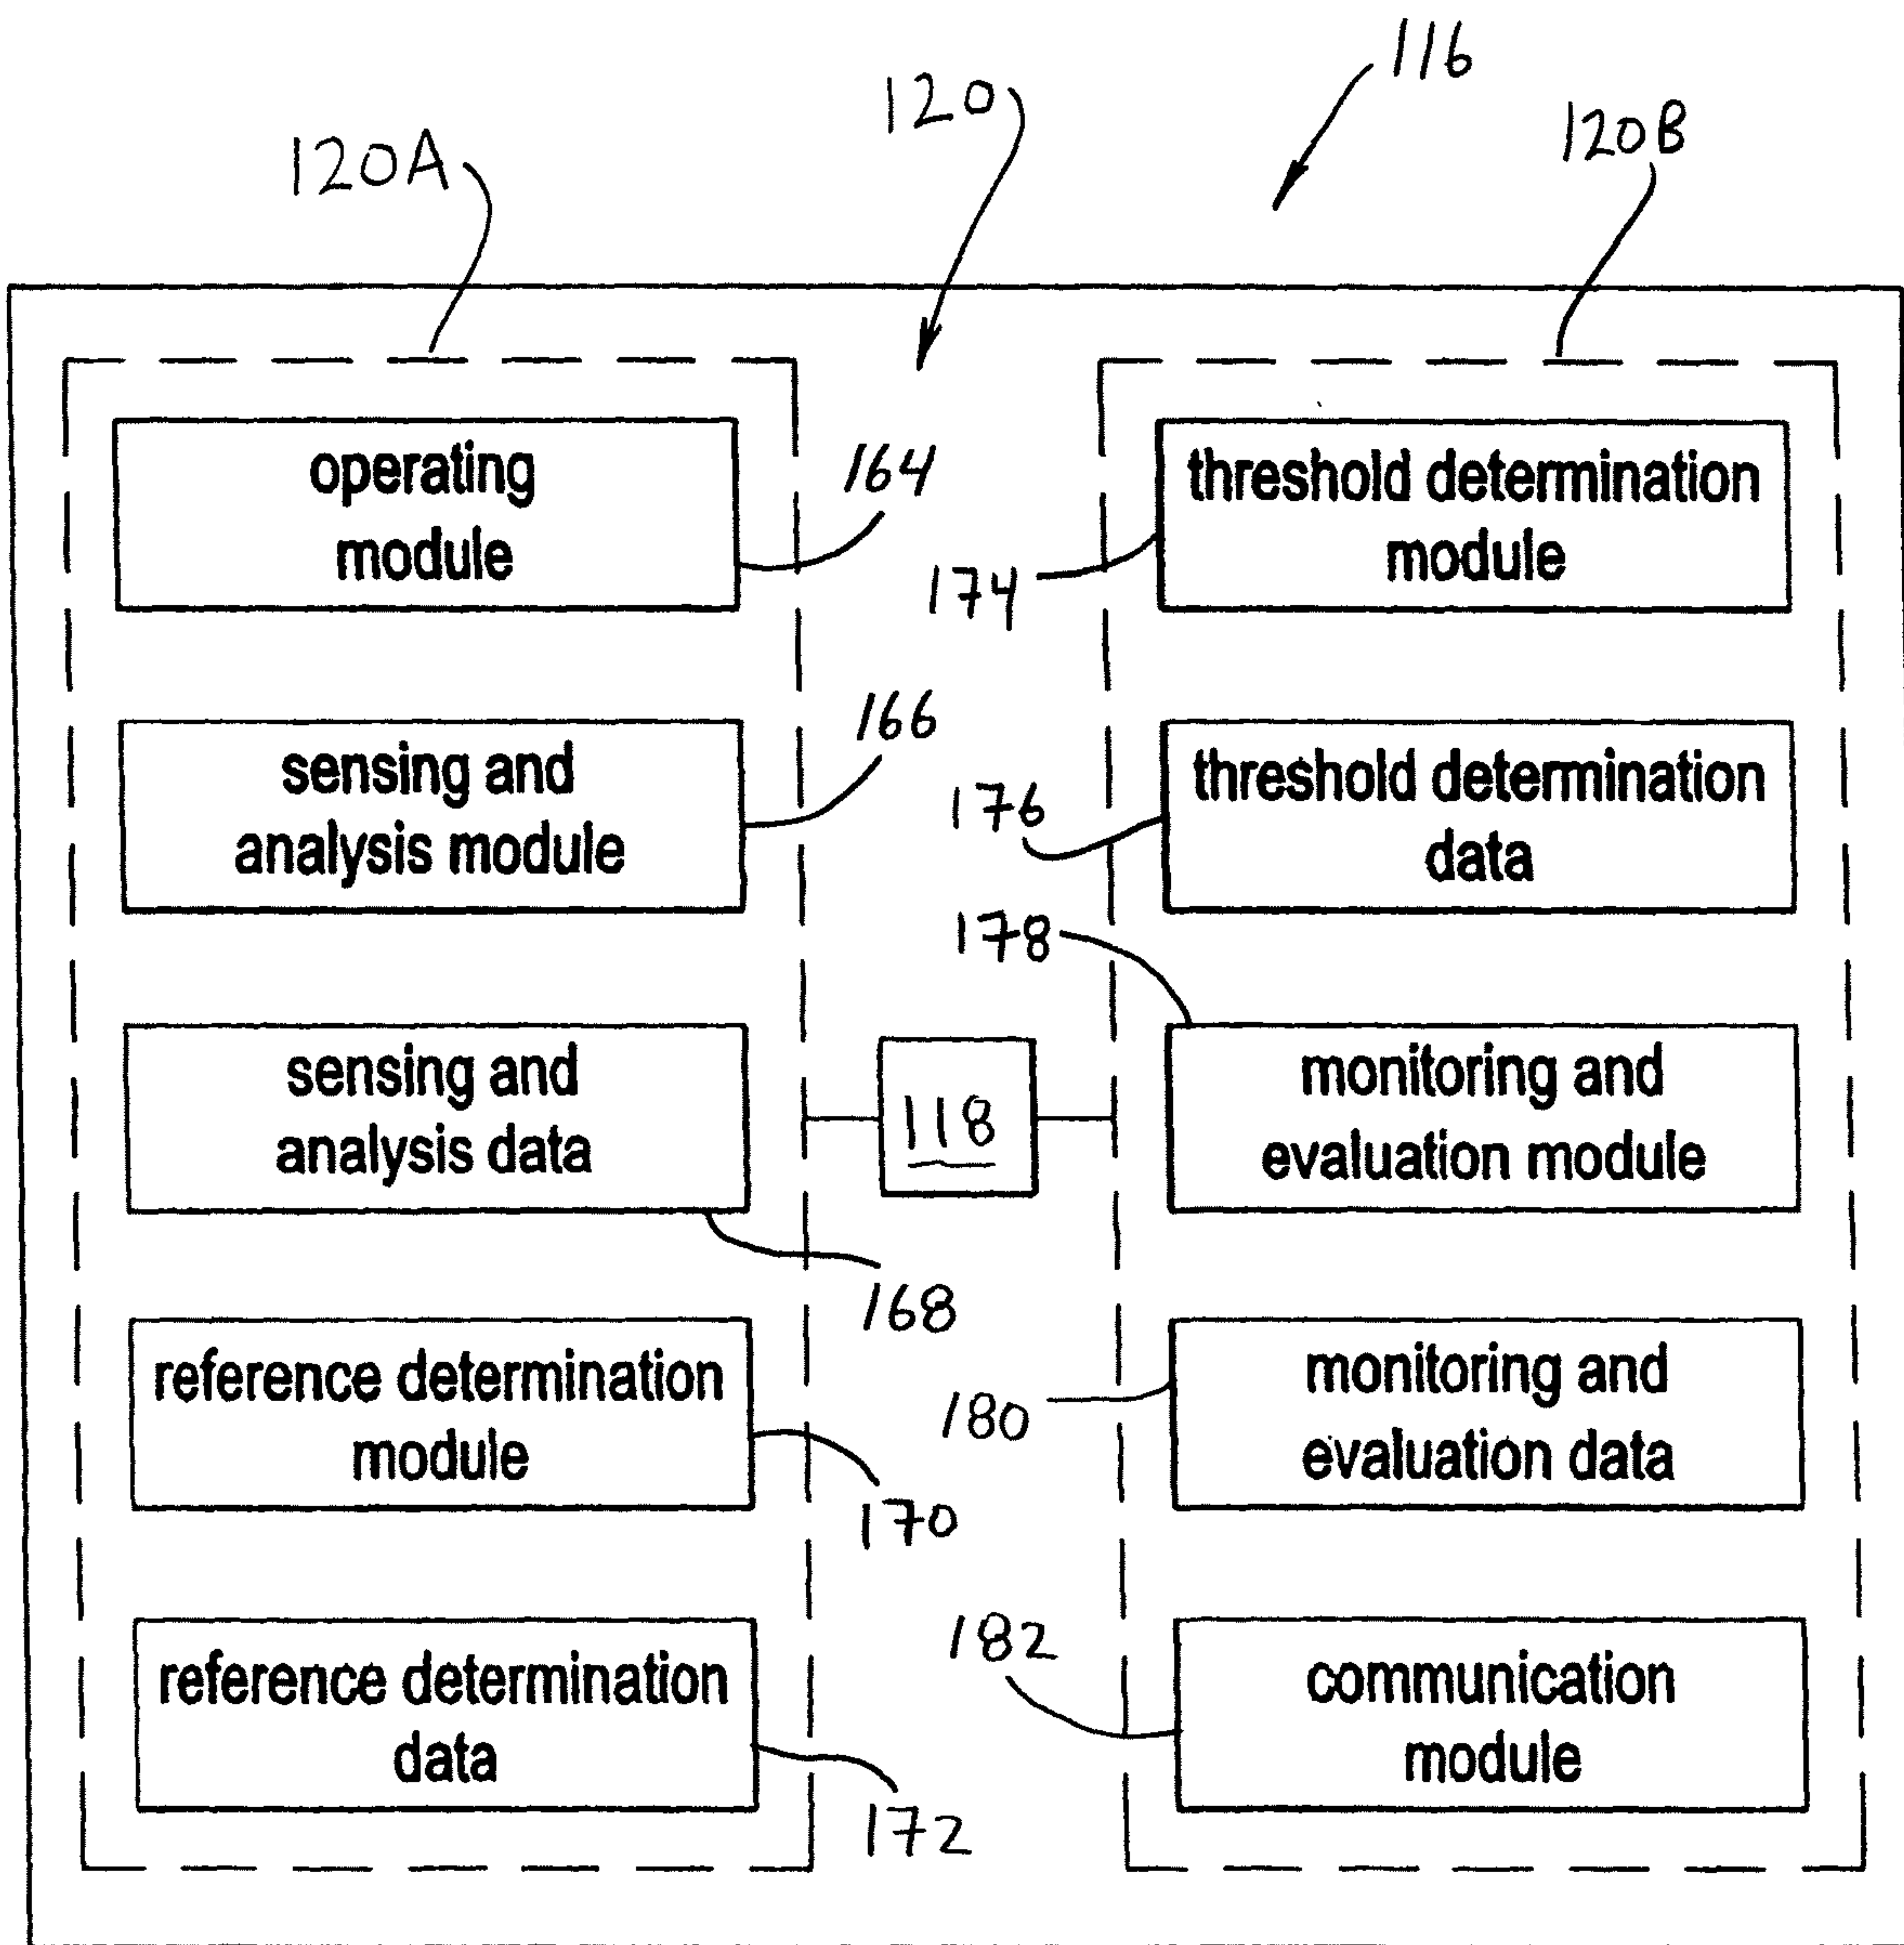 116
120
120A
120B
operating
module
164
threshold determination
module
174
sensing and
analysis module
166
threshold determination
data
176
178
sensing and
analysis data
118
monitoring and
evaluation module
168
reference determination
module
170
180
monitoring and
evaluation data
reference determination
data
172
182
communication
module